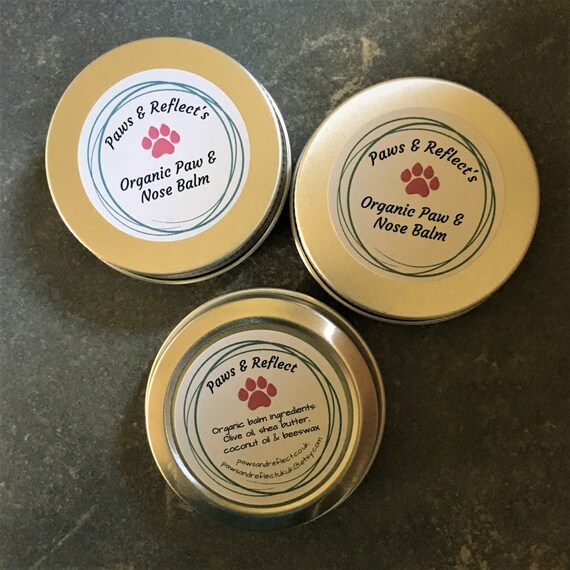 Paws & Reflect's
Organic Paw &
Nose Balm
Paws & Reflect's
Organic Paw &
Nose Balm
Paws & Reflect
Organic balm ingredients:
Olive oil, shea butter,
coconut oil & beeswax
pawsandreflect.co.uk
pawsandreflectukuk@etsy.com